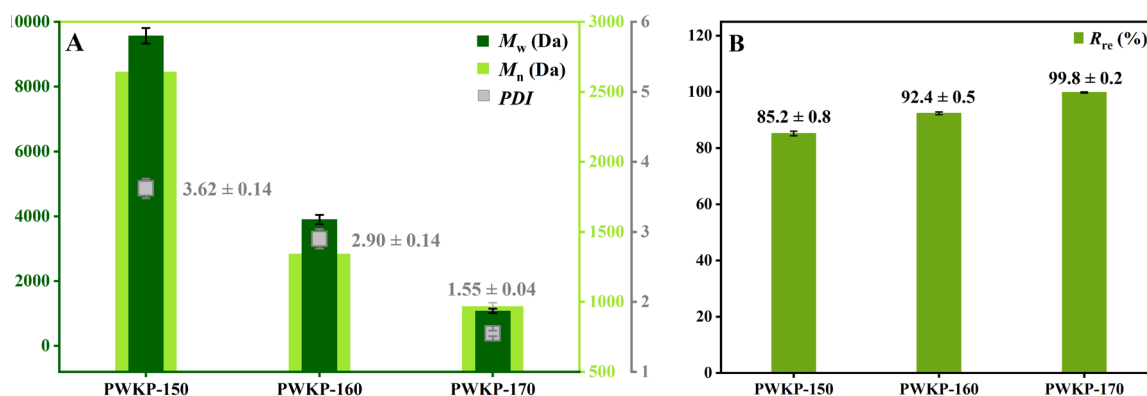 A
M_w (Da)
M_n (Da)
PDI
10000
8000
6000
4000
2000
0
3000
2500
2000
1500
1000
500
6
5
4
3
2
1
3.62 ± 0.14
2.90 ± 0.14
1.55 ± 0.04
PWKP-150 PWKP-160 PWKP-170
B
R_re (%)
120
100
80
60
40
20
0
85.2 ± 0.8
92.4 ± 0.5
99.8 ± 0.2
PWKP-150 PWKP-160 PWKP-170